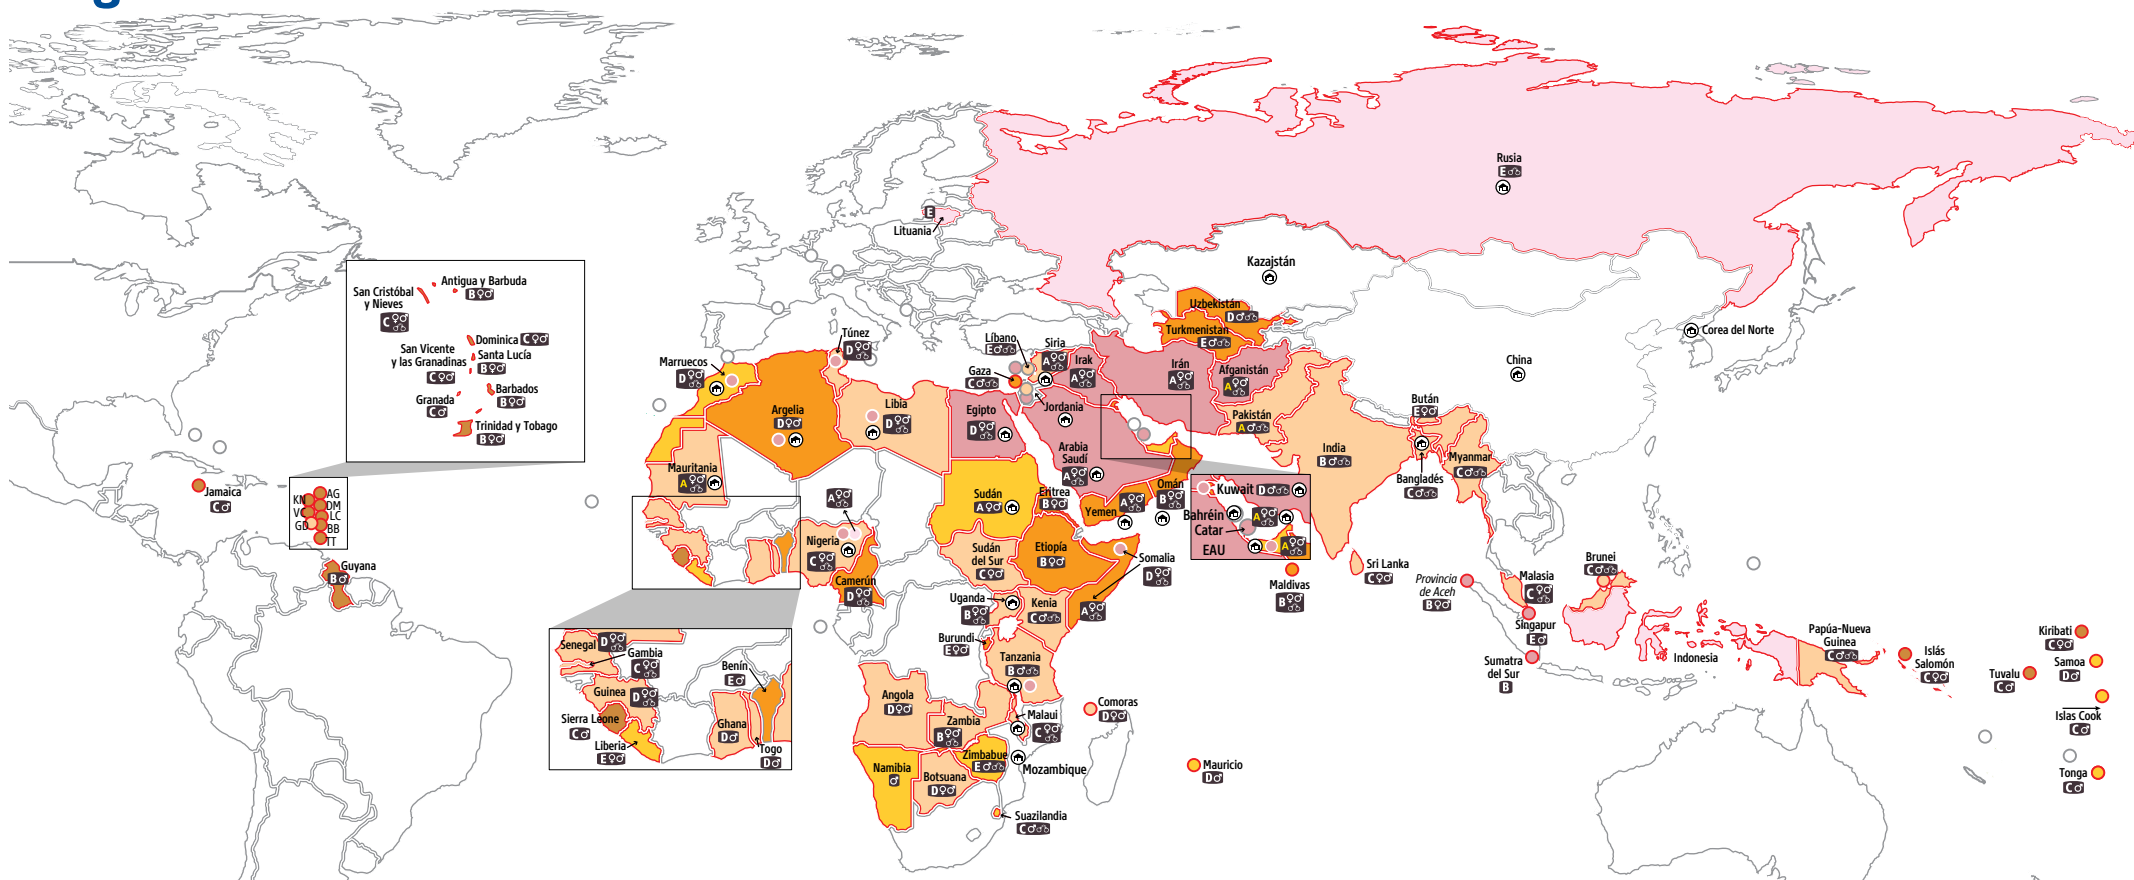 Rusia
E
E
Lituania
Kazajstán
Antigua y Barbuda
B
San Cristóbal
y Nieves
C
Dominica C
San Vicente
y las Granadinas
C
Santa Lucía
B
Barbados
B
Granada
C
Trinidad y Tobago
B
Uzbekistán
D
Turkmenistán
E
Corea del Norte
China
Túnez
D
Líbano
E
Siria
A
Irak
A
Irán
A
Afganistán
A
Marruecos
D
Gaza
C
Jordania
Argelia
D
Libia
D
Egipto
D
Pakistán
A
Bután
E
India
B
Myanmar
C
Bangladés
C
Arabia
Saudí
A
Mauritania
A
Jamaica
C
KN
AG
DM
VC
LC
GD
BB
TT
A
Sudán
A
Eritrea
B
Yemen
A
Omán
B
Kuwait D
Bahréin
Catar
A
EAU
A
Nigeria
C
Sudán
del Sur
C
Etiopía
B
Somalia
D
A
Guyana
B
Camerún
D
Uganda
B
Kenia
C
Maldivas
B
Sri Lanka
C
Provincia
de Aceh
B
Brunei
C
Malasia
C
Singapur
E
Sumatra
del Sur
B
Indonesia
Papúa-Nueva
Guinea
C
Islás
Salomón
C
Kiribati
C
Tuvalu
C
Samoa
D
Islas Cook
C
Tonga
C
Burundi
E
Tanzania
B
Senegal D
Gambia
C
Guinea
D
Sierra Leone
C
Liberia
E
Benín
E
Ghana
D
Togo
D
Angola
D
Zambia
B
Malaui
C
Comoras
D
Zimbabue
E
Mozambique
Namibia
Botsuana
D
Mauricio
D
Suazilandia
C